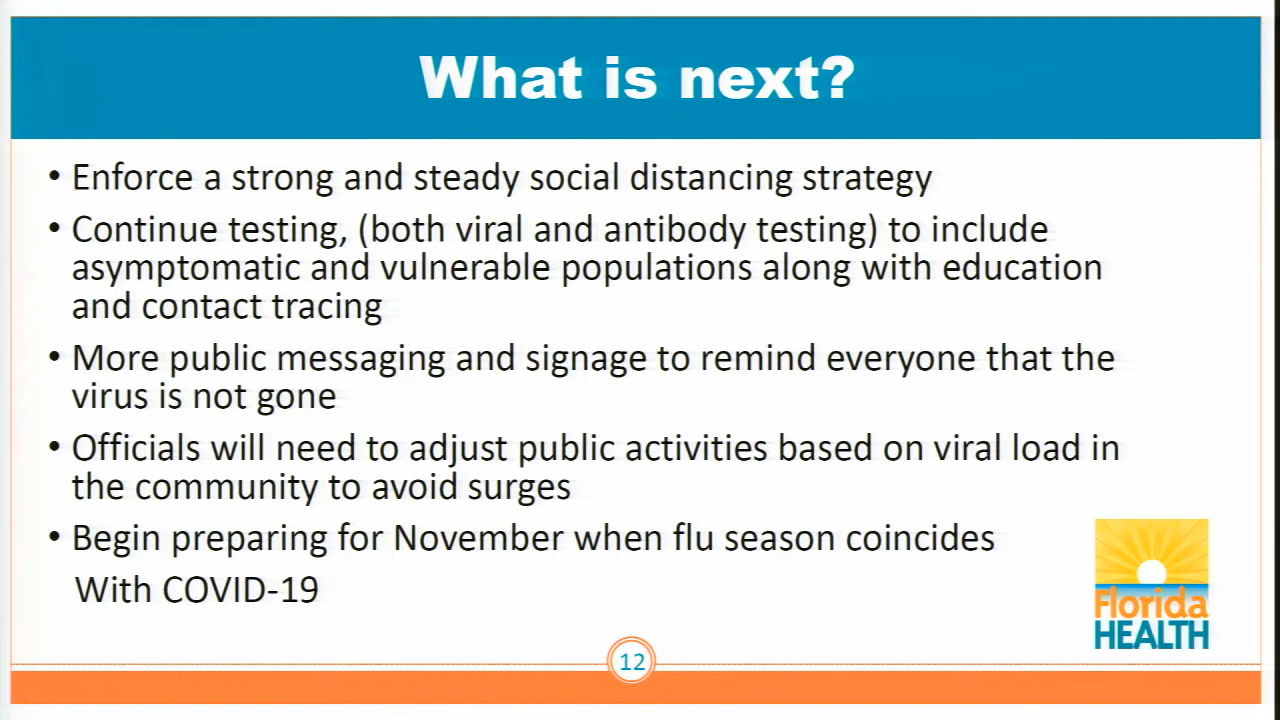 What is next?
• Enforce a strong and steady social distancing strategy
• Continue testing, (both viral and antibody testing) to include
asymptomatic and vulnerable populations along with education
and contact tracing
• More public messaging and signage to remind everyone that the
virus is not gone
• Officials will need to adjust public activities based on viral load in
the community to avoid surges
• Begin preparing for November when flu season coincides
With COVID-19
Florida
HEALTH
12